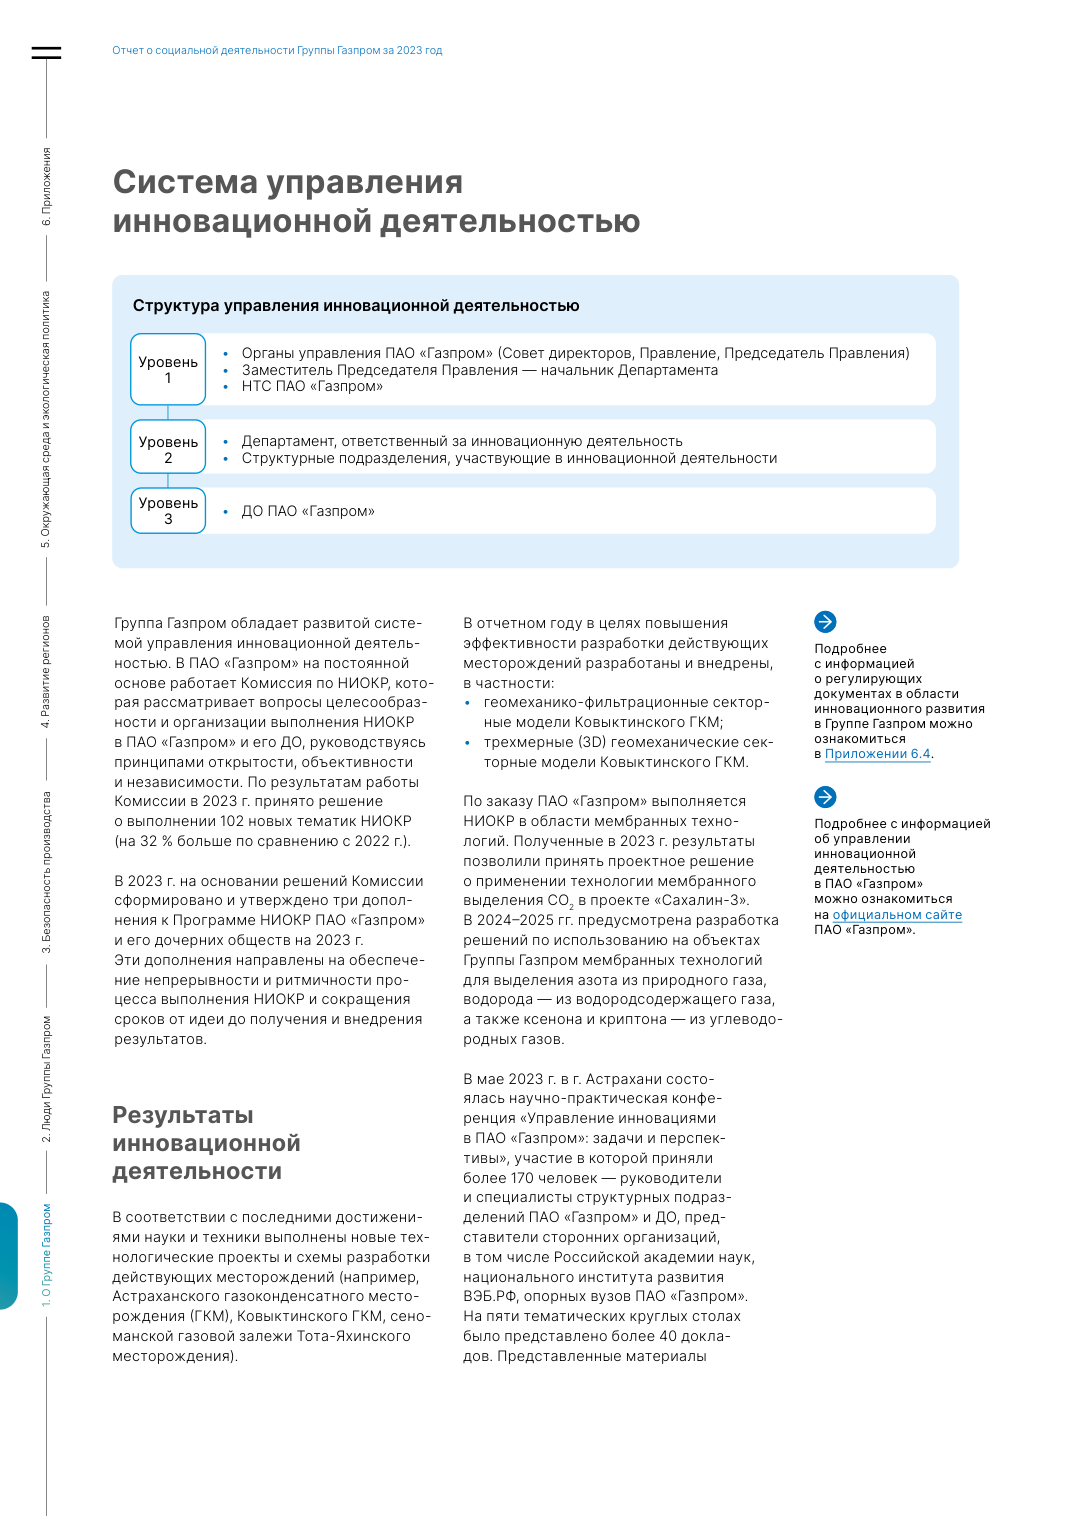 Отчет о социальной деятельности Группы Газпром за 2023 год
6. Приложения
5. Окружающая среда и экологическая политика
4. Развитие регионов
3. Безопасность производства
2. Люди Группы Газпром
1. О Группе Газпром
Система управления
инновационной деятельностью
Структура управления инновационной деятельностью
Уровень
1
• Органы управления ПАО «Газпром» (Совет директоров, Правление, Председатель Правления)
• Заместитель Председателя Правления — начальник Департамента
• НТС ПАО «Газпром»
Уровень
2
• Департамент, ответственный за инновационную деятельность
• Структурные подразделения, участвующие в инновационной деятельности
Уровень
3
• ДО ПАО «Газпром»
Группа Газпром обладает развитой систе-
мой управления инновационной деятель-
ностью. В ПАО «Газпром» на постоянной
основе работает Комиссия по НИОКР, кото-
рая рассматривает вопросы целесообраз-
ности и организации выполнения НИОКР
в ПАО «Газпром» и его ДО, руководствуясь
принципами открытости, объективности
и независимости. По результатам работы
Комиссии в 2023 г. принято решение
о выполнении 102 новых тематик НИОКР
(на 32 % больше по сравнению с 2022 г.).
В 2023 г. на основании решений Комиссии
сформировано и утверждено три допол-
нения к Программе НИОКР ПАО «Газпром»
и его дочерних обществ на 2023 г.
Эти дополнения направлены на обеспече-
ние непрерывности и ритмичности про-
цесса выполнения НИОКР и сокращения
сроков от идеи до получения и внедрения
результатов.
Результаты
инновационной
деятельности
В соответствии с последними достижени-
ями науки и техники выполнены новые тех-
нологические проекты и схемы разработки
действующих месторождений (например,
Астраханского газоконденсатного место-
рождения (ГКМ), Ковыктинского ГКМ, сено-
манской газовой залежи Тота-Яхинского
месторождения).
В отчетном году в целях повышения
эффективности разработки действующих
месторождений разработаны и внедрены,
в частности:
• геомеханико-фильтрационные сектор-
ные модели Ковыктинского ГКМ;
• трехмерные (3D) геомеханические сек-
торные модели Ковыктинского ГКМ.
По заказу ПАО «Газпром» выполняется
НИОКР в области мембранных техно-
логий. Полученные в 2023 г. результаты
позволили принять проектное решение
о применении технологии мембранного
выделения CO2 в проекте «Сахалин-3».
В 2024–2025 гг. предусмотрена разработка
решений по использованию на объектах
Группы Газпром мембранных технологий
для выделения азота из природного газа,
водорода — из водородсодержащего газа,
а также ксенона и криптона — из углеводо-
родных газов.
В мае 2023 г. в г. Астрахани состо-
ялась научно-практическая конфе-
ренция «Управление инновациями
в ПАО «Газпром»: задачи и перспек-
тивы», участие в которой приняли
более 170 человек — руководители
и специалисты структурных подраз-
делений ПАО «Газпром» и ДО, пред-
ставители сторонних организаций,
в том числе Российской академии наук,
национального института развития
ВЭБ.РФ, опорных вузов ПАО «Газпром».
На пяти тематических круглых столах
было представлено более 40 докла-
дов. Представленные материалы
Подробнее
с информацией
о регулирующих
документах в области
инновационного развития
в Группе Газпром можно
ознакомиться
в Приложении 6.4.
Подробнее с информацией
об управлении
инновационной
деятельностью
в ПАО «Газпром»
можно ознакомиться
на официальном сайте
ПАО «Газпром».